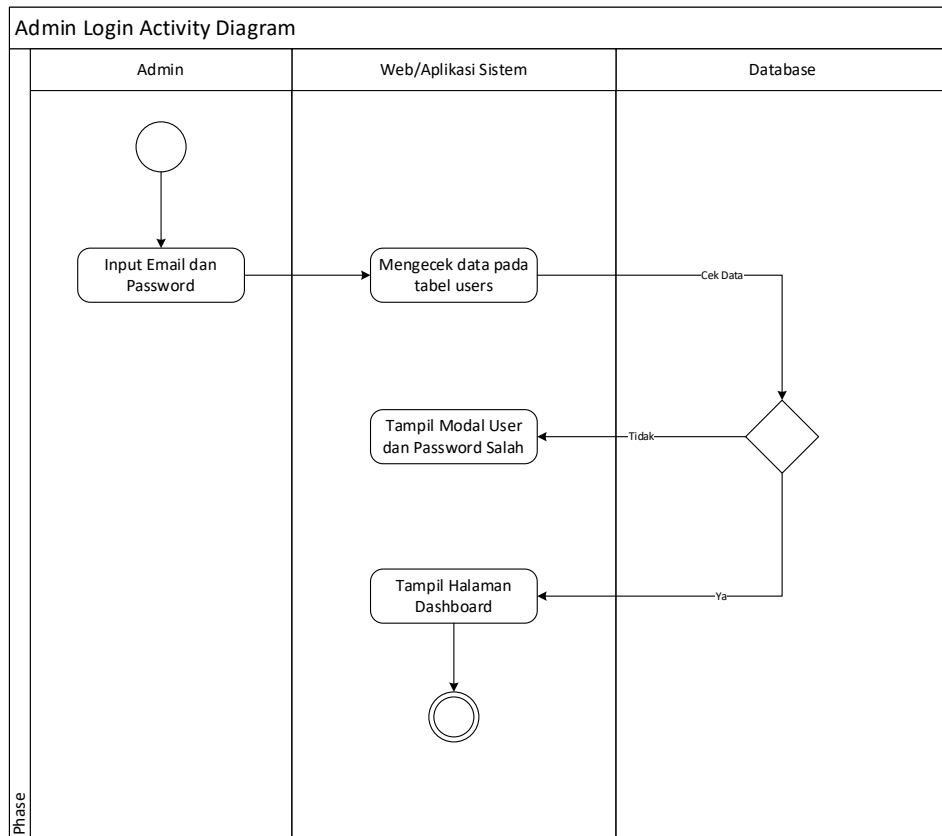 Admin Login Activity Diagram
Admin
Web/Aplikasi Sistem
Database
Input Email dan
Password
Mengecek data pada
tabel users
Cek Data
Tampil Modal User
dan Password Salah
Tidak
Tampil Halaman
Dashboard
Ya
Phase